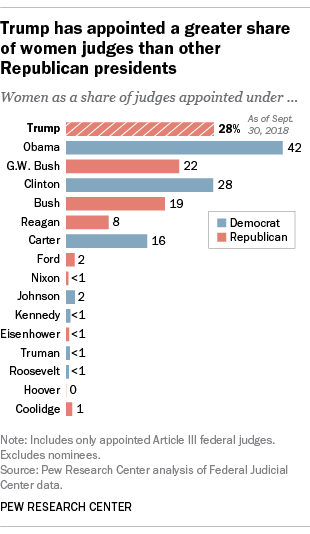 Trump has appointed a greater share
of women judges than other
Republican presidents
Women as a share of judges appointed under ...
Trump 28% As of Sept.
30, 2018
Obama 42
G.W. Bush 22
Clinton 28
Bush 19
Reagan 8
Carter 16
Democrat
Republican
Ford 2
Nixon <1
Johnson 2
Kennedy <1
Eisenhower <1
Truman <1
Roosevelt <1
Hoover 0
Coolidge 1
Note: Includes only appointed Article III federal judges.
Excludes nominees.
Source: Pew Research Center analysis of Federal Judicial
Center data.
PEW RESEARCH CENTER